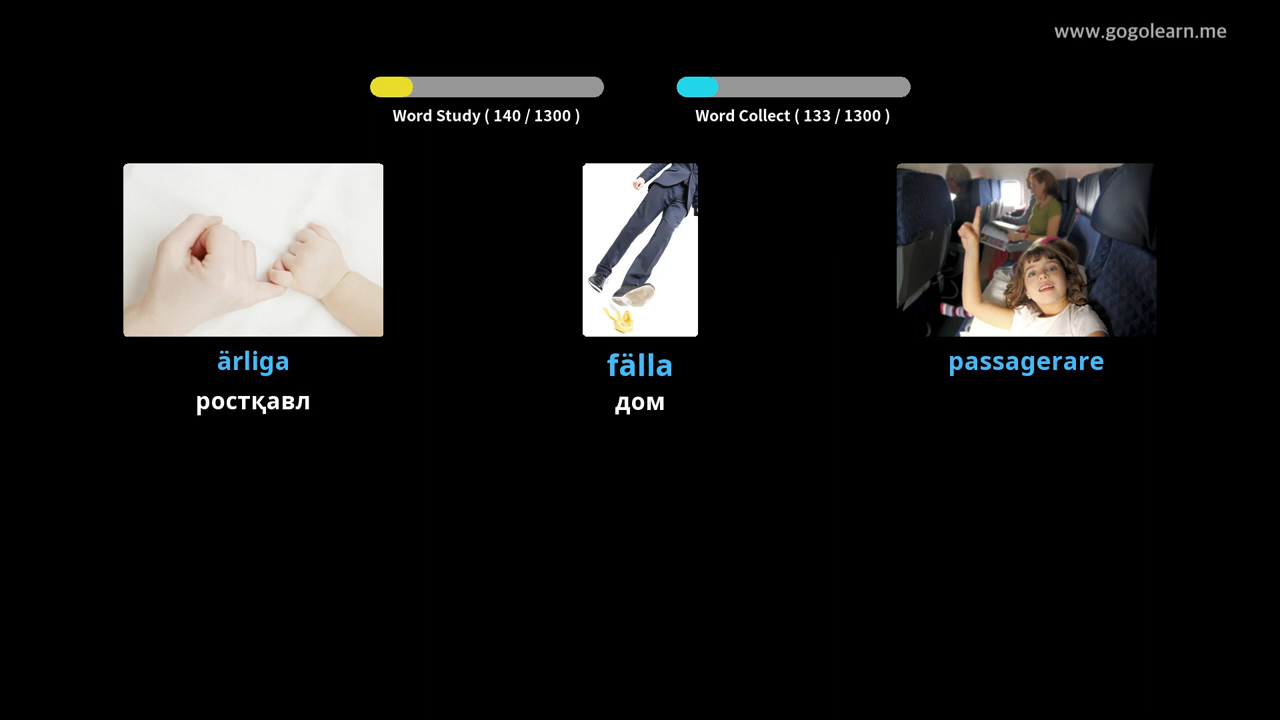 www.gogolearn.me
Word Study ( 140 / 1300 )
Word Collect ( 133 / 1300 )
ärliga
fälla
passagerare
ростқавл
дом